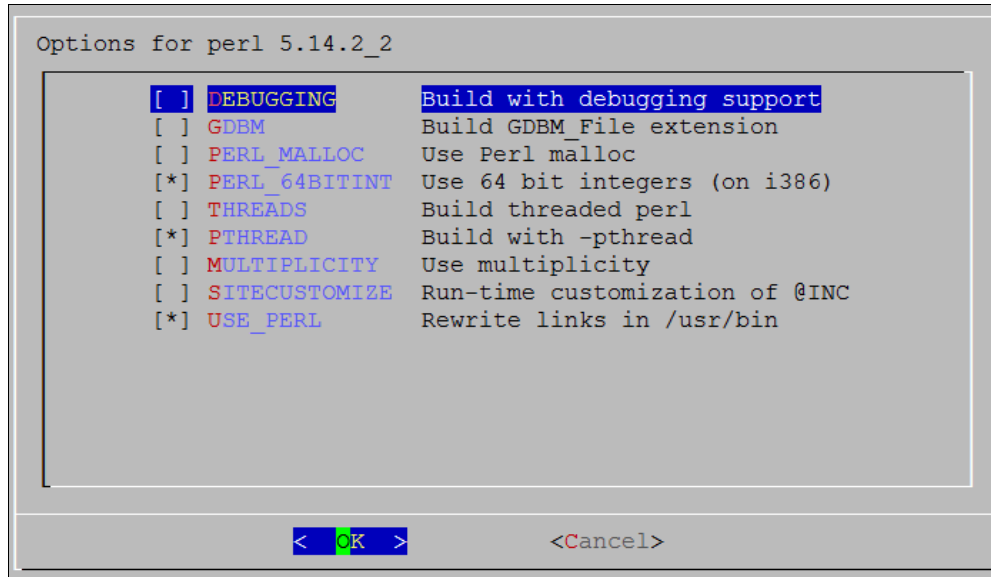 Options for perl 5.14.2_2
[ ] DEBUGGING Build with debugging support
[ ] GDBM Build GDBM_File extension
[ ] PERL_MALLOC Use Perl malloc
[*] PERL_64BITINT Use 64 bit integers (on i386)
[ ] THREADS Build threaded perl
[*] PTHREAD Build with -pthread
[ ] MULTIPLICITY Use multiplicity
[ ] SITECUSTOMIZE Run-time customization of @INC
[*] USE_PERL Rewrite links in /usr/bin
< OK > <Cancel>